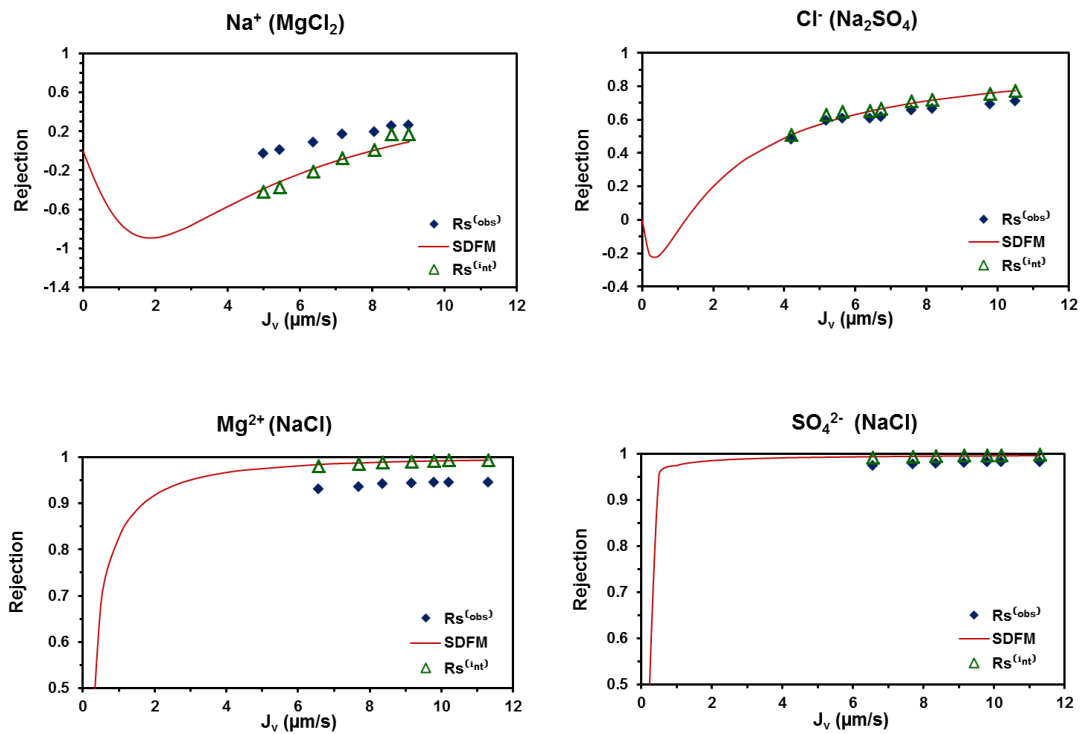 Na⁺ (MgCl₂)
1
0.6
0.2
-0.2
-0.6
-1
-1.4
Rejection
0 2 4 6 8 10 12
Jᵥ (µm/s)
Rs⁽ᵒᵇˢ⁾
SDFM
Rs⁽ⁱⁿᵗ⁾
Cl⁻ (Na₂SO₄)
1
0.8
0.6
0.4
0.2
0
-0.2
-0.4
Rejection
0 2 4 6 8 10 12
Jᵥ (µm/s)
Rs⁽ᵒᵇˢ⁾
SDFM
Rs⁽ⁱⁿᵗ⁾
Mg²⁺ (NaCl)
1
0.9
0.8
0.7
0.6
0.5
Rejection
0 2 4 6 8 10 12
Jᵥ (µm/s)
Rs⁽ᵒᵇˢ⁾
SDFM
Rs⁽ⁱⁿᵗ⁾
SO₄²⁻ (NaCl)
1
0.9
0.8
0.7
0.6
0.5
Rejection
0 2 4 6 8 10 12
Jᵥ (µm/s)
Rs⁽ᵒᵇˢ⁾
SDFM
Rs⁽ⁱⁿᵗ⁾